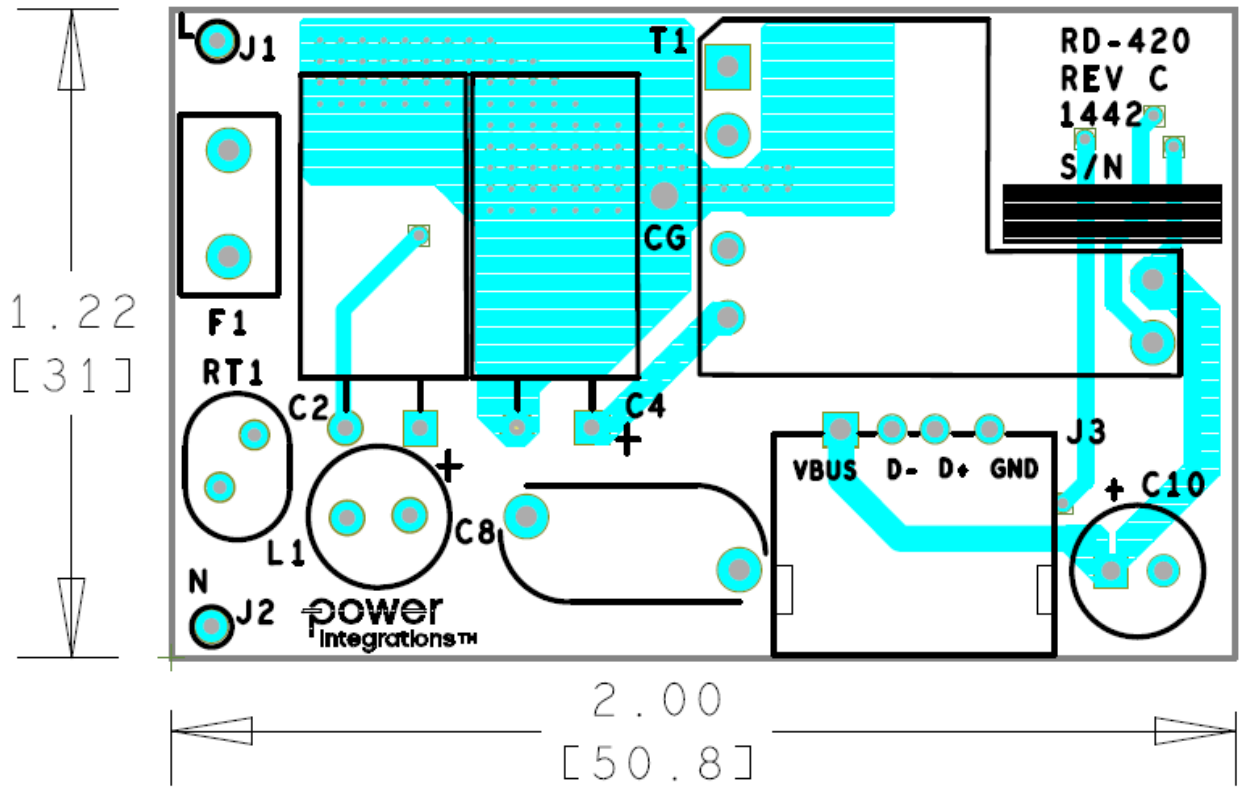 L
J1
T1
RD-420
REV C
1442
S/N
CG
F1
1.22
[31]
RT1
C2
+
C4
+
J3
VBUS D- D+ GND
+ C10
L1
C8
N
J2
power
integrations™
2.00
[50.8]